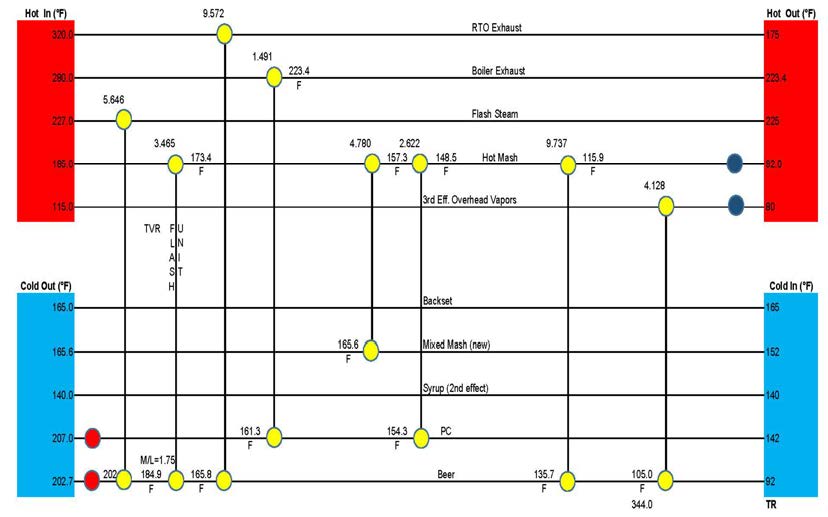 Hot In (°F)
Hot Out (°F)
9.572
320.0
RTO Exhaust
175
1.491
280.0
223.4
F
Boiler Exhaust
223.4
5.646
227.0
Flash Steam
225
3.465
4.780
2.622
9.737
185.0
173.4
F
157.3
F
148.5
F
Hot Mash
115.9
F
92.0
4.128
115.0
3rd Eff. Overhead Vapors
80
TVR
FLASH
UNIT
Cold Out (°F)
Cold In (°F)
165.0
Backset
165
165.6
165.6
F
Mixed Mash (new)
152
140.0
Syrup (2nd effect)
140
207.0
161.3
F
154.3
F
PC
142
M/L=1.75
202.7
202
184.9
F
165.8
F
Beer
135.7
F
105.0
F
92
344.0
TR